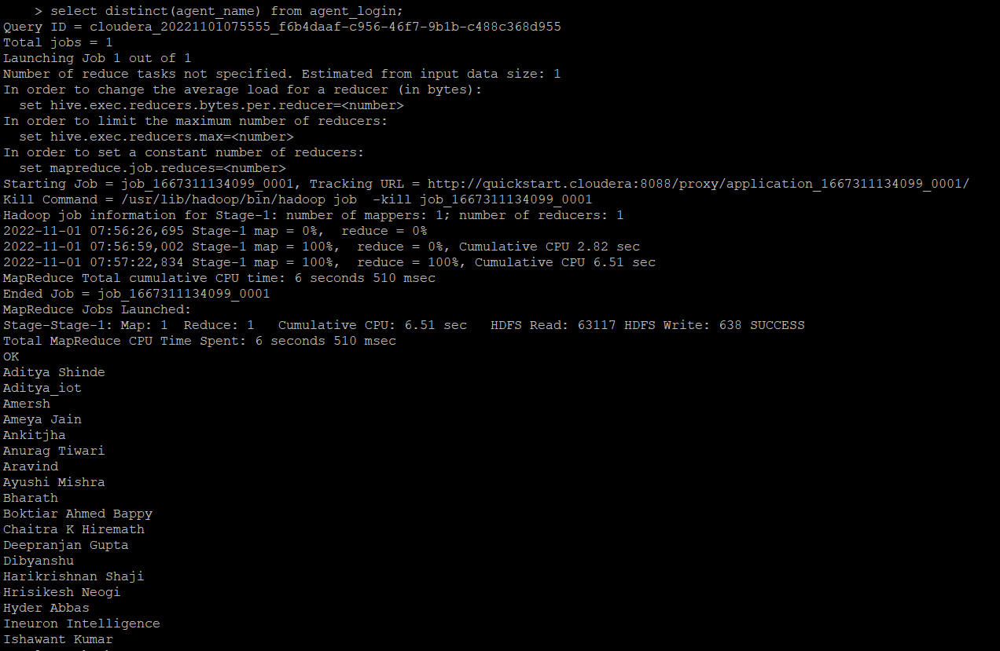 > select distinct(agent_name) from agent_login;
Query ID = cloudera_20221101075555_f6b4daaf-c956-46f7-9b1b-c488c368d955
Total jobs = 1
Launching Job 1 out of 1
Number of reduce tasks not specified. Estimated from input data size: 1
In order to change the average load for a reducer (in bytes):
  set hive.exec.reducers.bytes.per.reducer=<number>
In order to limit the maximum number of reducers:
  set hive.exec.reducers.max=<number>
In order to set a constant number of reducers:
  set mapreduce.job.reduces=<number>
Starting Job = job_1667311134099_0001, Tracking URL = http://quickstart.cloudera:8088/proxy/application_1667311134099_0001/
Kill Command = /usr/lib/hadoop/bin/hadoop job  -kill job_1667311134099_0001
Hadoop job information for Stage-1: number of mappers: 1; number of reducers: 1
2022-11-01 07:56:26,695 Stage-1 map = 0%,  reduce = 0%
2022-11-01 07:56:59,002 Stage-1 map = 100%,  reduce = 0%, Cumulative CPU 2.82 sec
2022-11-01 07:57:22,834 Stage-1 map = 100%,  reduce = 100%, Cumulative CPU 6.51 sec
MapReduce Total cumulative CPU time: 6 seconds 510 msec
Ended Job = job_1667311134099_0001
MapReduce Jobs Launched:
Stage-Stage-1: Map: 1  Reduce: 1   Cumulative CPU: 6.51 sec   HDFS Read: 63117 HDFS Write: 638 SUCCESS
Total MapReduce CPU Time Spent: 6 seconds 510 msec
OK
Aditya Shinde
Aditya_iot
Amersh
Ameya Jain
Ankitjha
Anurag Tiwari
Aravind
Ayushi Mishra
Bharath
Boktiar Ahmed Bappy
Chaitra K Hiremath
Deepranjan Gupta
Dibyanshu
Harikrishnan Shaji
Hrisikesh Neogi
Hyder Abbas
Ineuron Intelligence
Ishawant Kumar